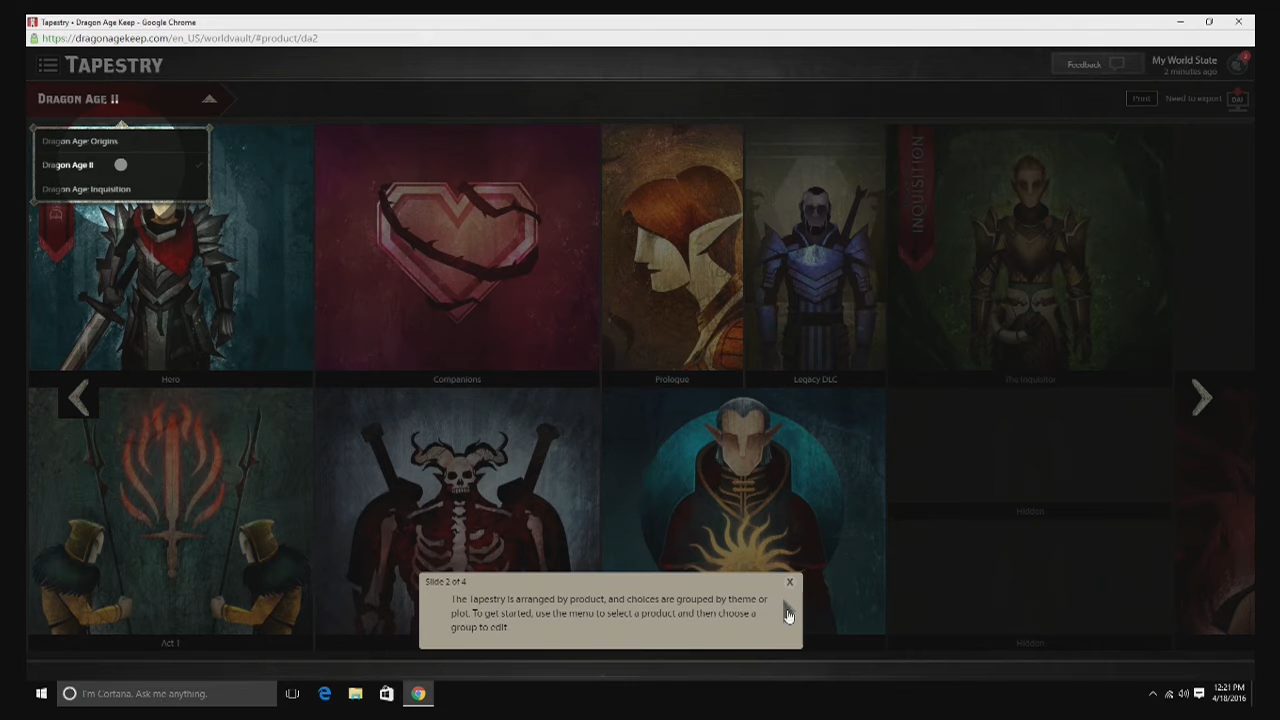 Tapestry • Dragon Age Keep - Google Chrome
https://dragonagekeep.com/en_US/worldvault/#product/da2
TAPESTRY
Feedback
My World State
2 minutes ago
2
DRAGON AGE II
Print
Need to export
DAI
Dragon Age: Origins
Dragon Age II
Dragon Age: Inquisition
INQUISITION
Hero
Companions
Prologue
Legacy DLC
The Inquisitor
Hidden
Slide 2 of 4
X
The Tapestry is arranged by product, and choices are grouped by theme or
plot. To get started, use the menu to select a product and then choose a
group to edit.
Act 1
Hidden
I'm Cortana. Ask me anything.
12:21 PM
4/18/2016